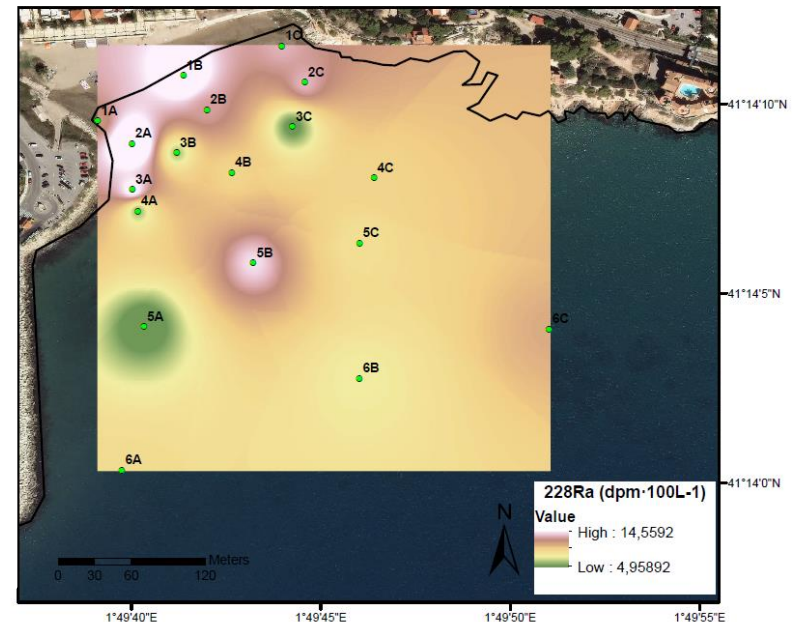 1C
1B
2C
41°14'10"N
2B
1A
3C
2A
3B
4B
4C
3A
4A
5C
5B
41°14'5"N
6C
5A
6B
6A
41°14'0"N
228Ra (dpm·100L-1)
N
Value
High : 14,5592
Low : 4,95892
Meters
0 30 60 120
1°49'40"E 1°49'45"E 1°49'50"E 1°49'55"E